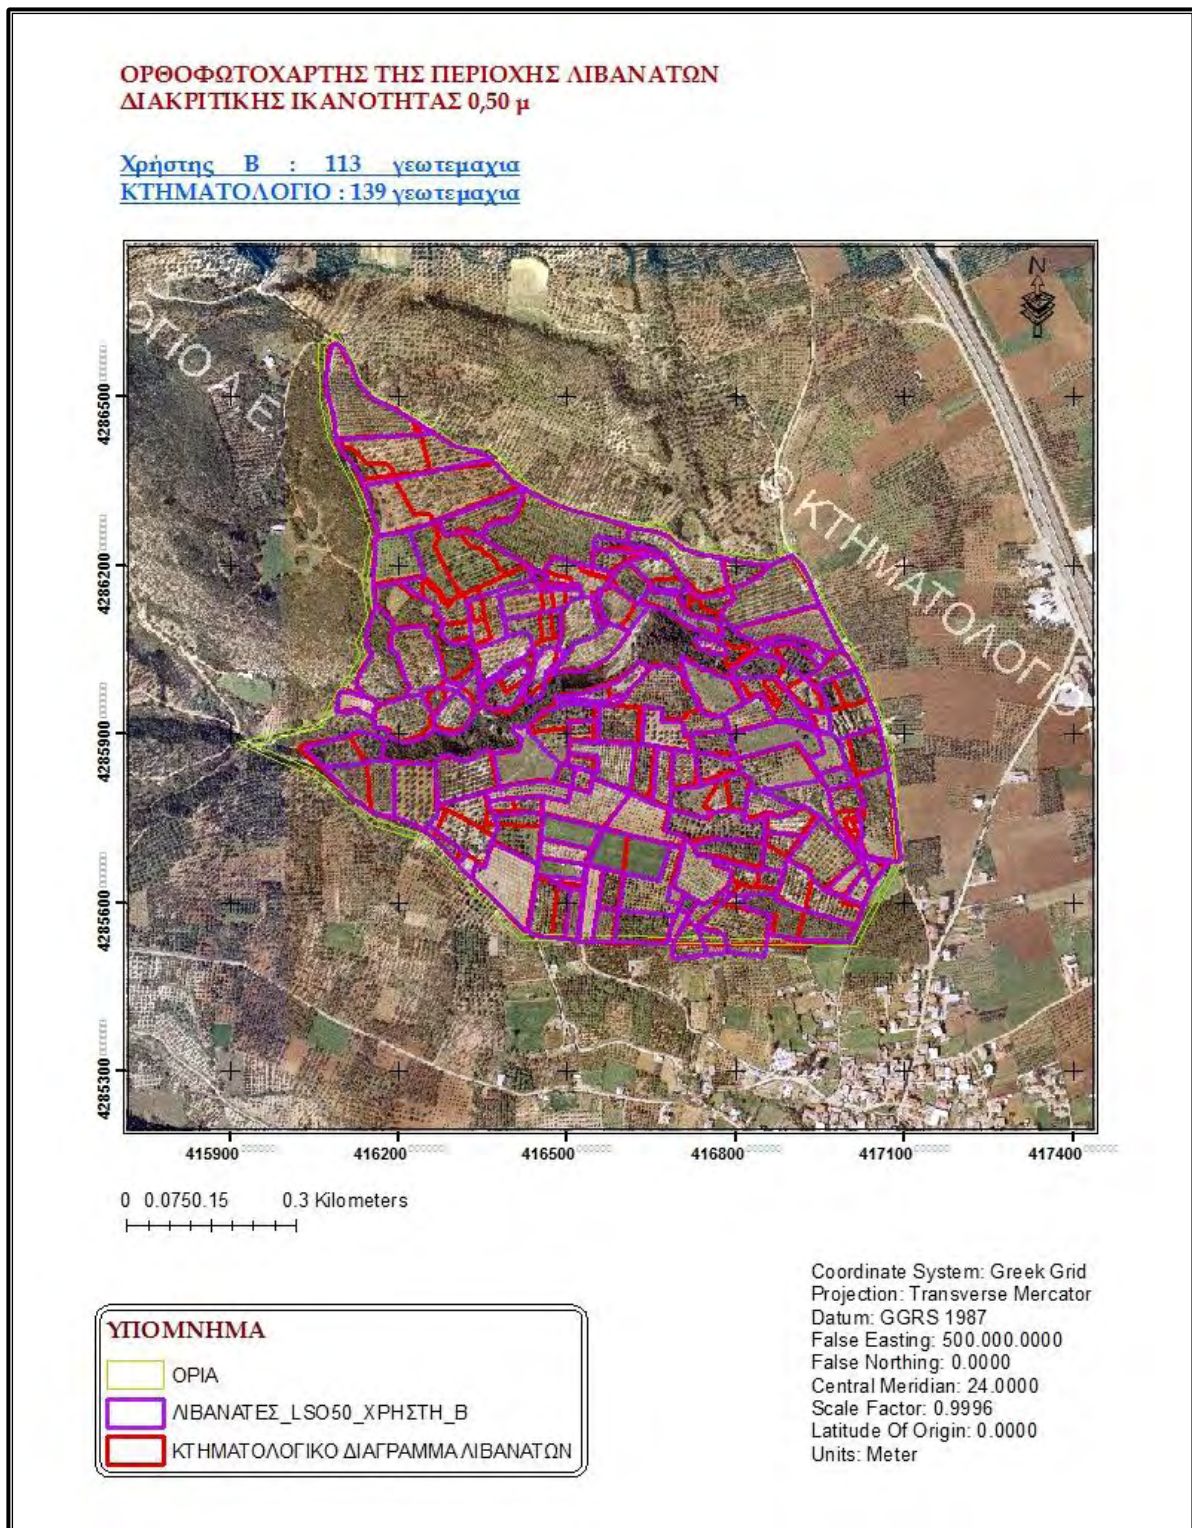 ΟΡΘΟΦΩΤΟΧΑΡΤΗΣ ΤΗΣ ΠΕΡΙΟΧΗΣ ΛΙΒΑΝΑΤΩΝ
ΔΙΑΚΡΙΤΙΚΗΣ ΙΚΑΝΟΤΗΤΑΣ 0,50 μ
Χρήστης Β : 113 γεωτεμαχια
ΚΤΗΜΑΤΟΛΟΓΙΟ : 139 γεωτεμαχια
N
ΟΓΙΟ Α.Ε
© ΚΤΗΜΑΤΟΛΟΓΙΟ
4286500
4286200
4285900
4285600
4285300
415900 416200 416500 416800 417100 417400
0 0.0750.15 0.3 Kilometers
Coordinate System: Greek Grid
Projection: Transverse Mercator
Datum: GGRS 1987
False Easting: 500.000.0000
False Northing: 0.0000
Central Meridian: 24.0000
Scale Factor: 0.9996
Latitude Of Origin: 0.0000
Units: Meter
ΥΠΟΜΝΗΜΑ
ΟΡΙΑ
ΛΙΒΑΝΑΤΕΣ_LSO50_ΧΡΗΣΤΗ_Β
ΚΤΗΜΑΤΟΛΟΓΙΚΟ ΔΙΑΓΡΑΜΜΑ ΛΙΒΑΝΑΤΩΝ